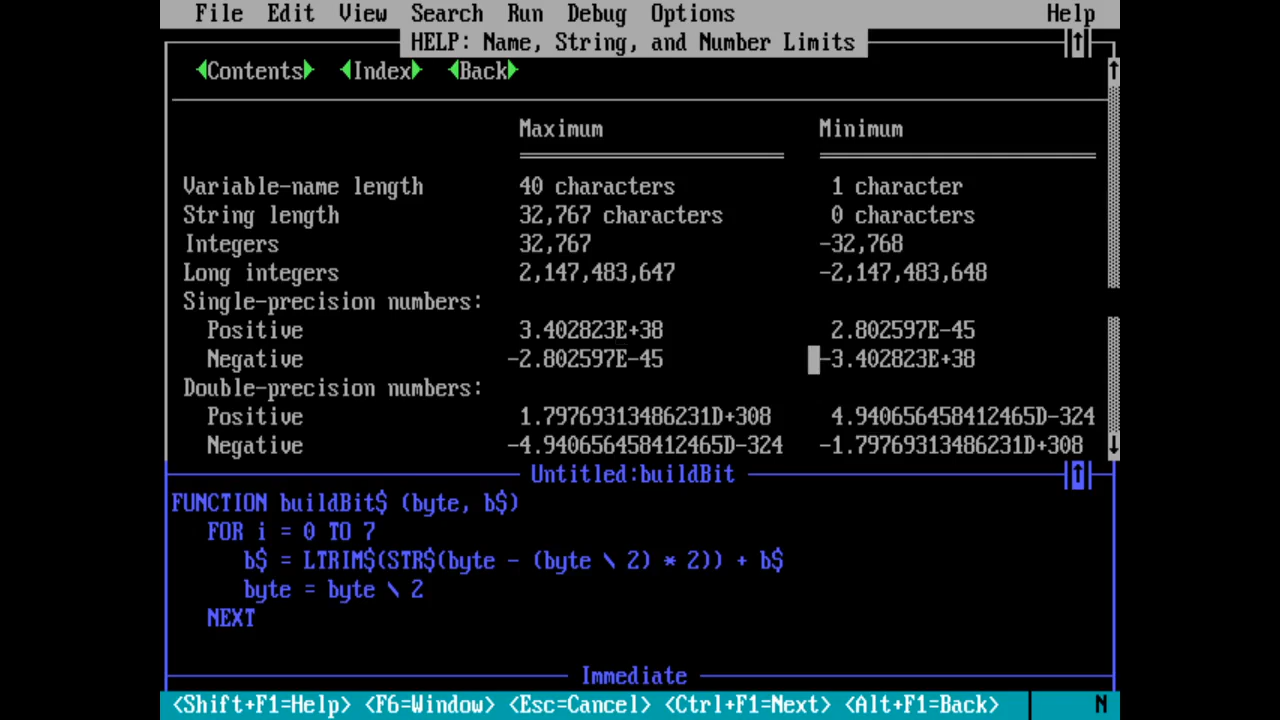 File Edit View Search Run Debug Options Help
HELP: Name, String, and Number Limits
Contents Index Back
Maximum Minimum
Variable-name length 40 characters 1 character
String length 32,767 characters 0 characters
Integers 32,767 -32,768
Long integers 2,147,483,647 -2,147,483,648
Single-precision numbers:
Positive 3.402823E+38 2.802597E-45
Negative -2.802597E-45 -3.402823E+38
Double-precision numbers:
Positive 1.79769313486231D+308 4.940656458412465D-324
Negative -4.940656458412465D-324 -1.79769313486231D+308
Untitled:buildBit
FUNCTION buildBit$ (byte, b$)
FOR i = 0 TO 7
b$ = LTRIM$(STR$(byte - (byte \ 2) * 2)) + b$
byte = byte \ 2
NEXT
Immediate
<Shift+F1=Help> <F6=Window> <Esc=Cancel> <Ctrl+F1=Next> <Alt+F1=Back> N